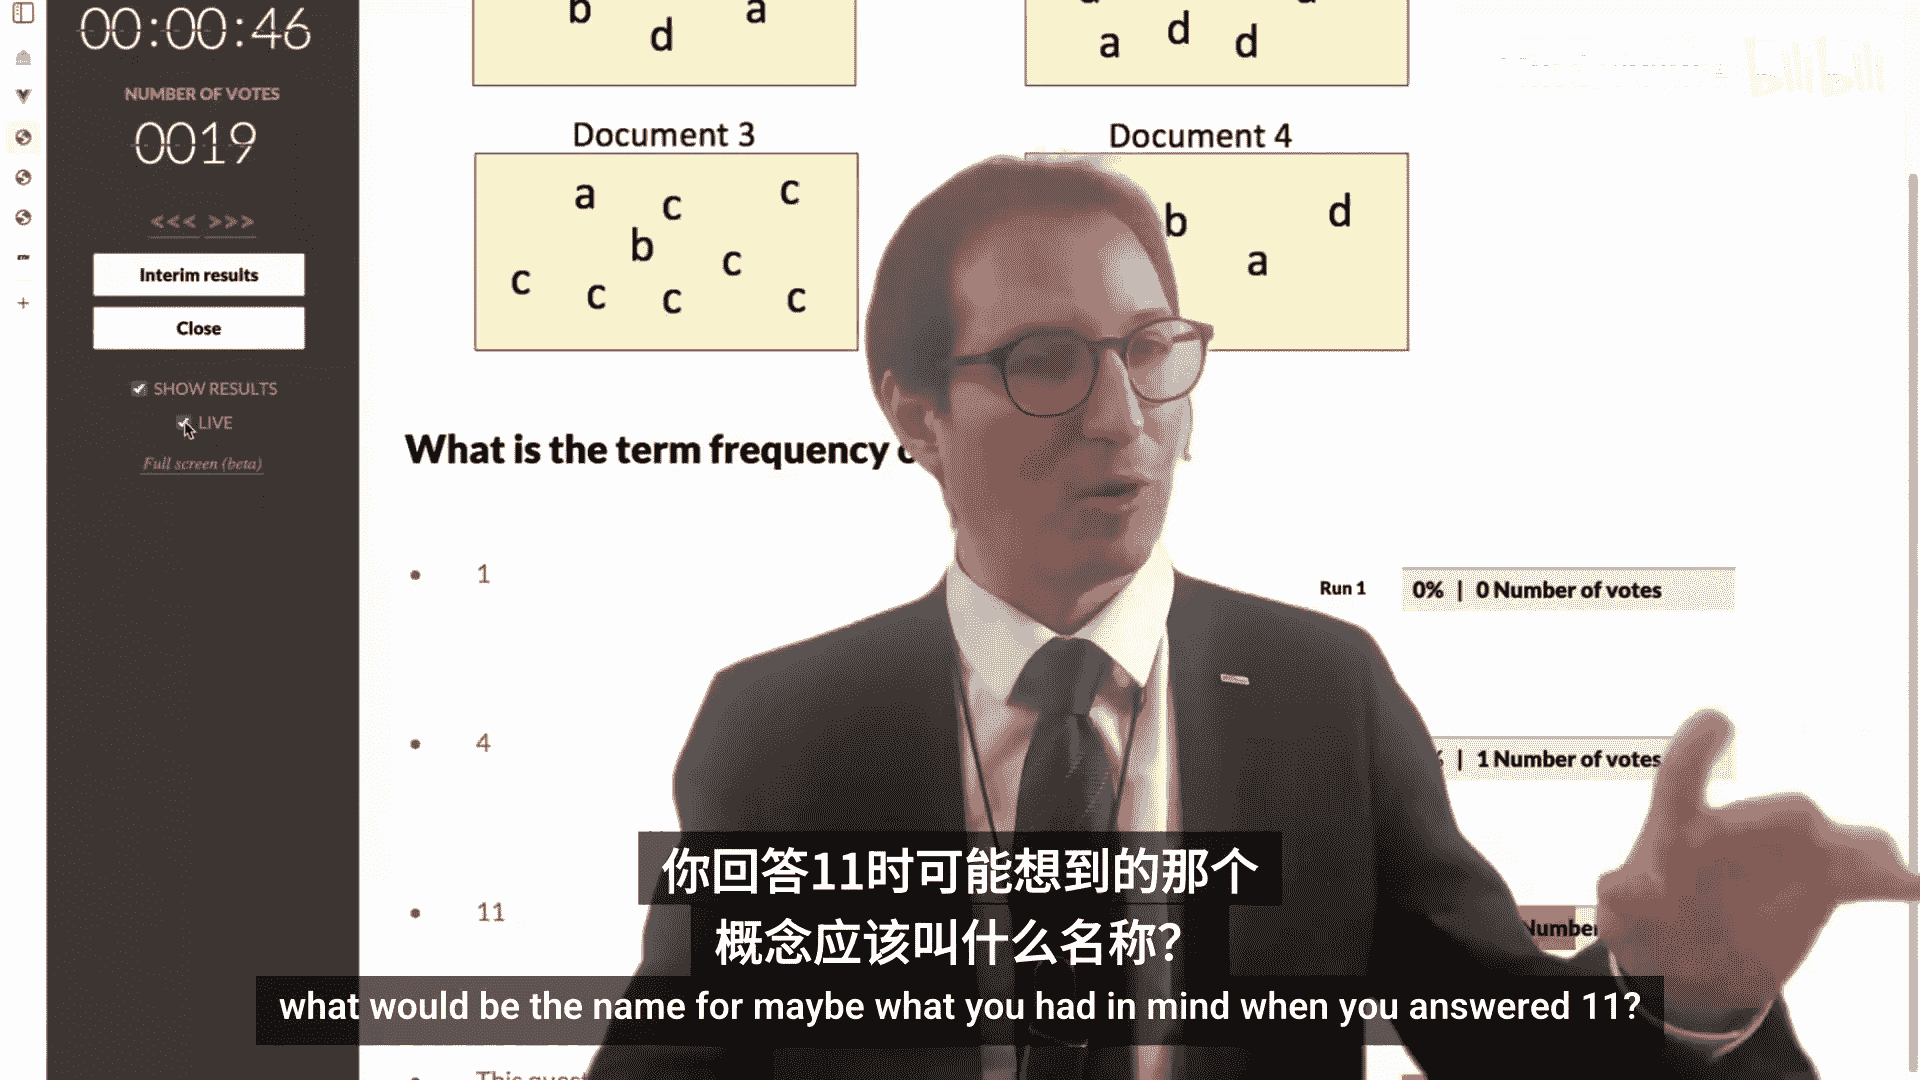 00:00:46
NUMBER OF VOTES
0019
<<< >>>
Interim results
Close
SHOW RESULTS
LIVE
Full screen (beta)
b a
d
a d d
Document 3
Document 4
a c c
b c
c c c c
b d
a
What is the term frequency
1
Run 1
0% | 0 Number of votes
4
| 1 Number of votes
11
This
bilibili
你回答11时可能想到的那个
概念应该叫什么名称？
what would be the name for maybe what you had in mind when you answered 11?